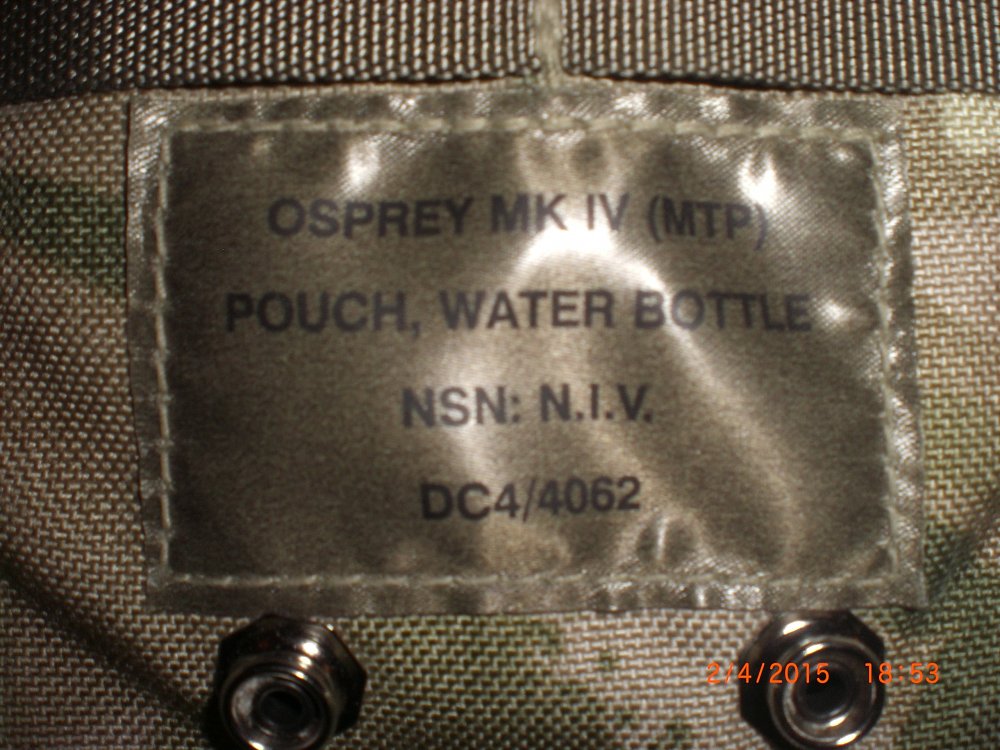 OSPREY MK IV (MTP)
POUCH, WATER BOTTLE
NSN: N.I.V.
DC4/4062
2/4/2015 18:53